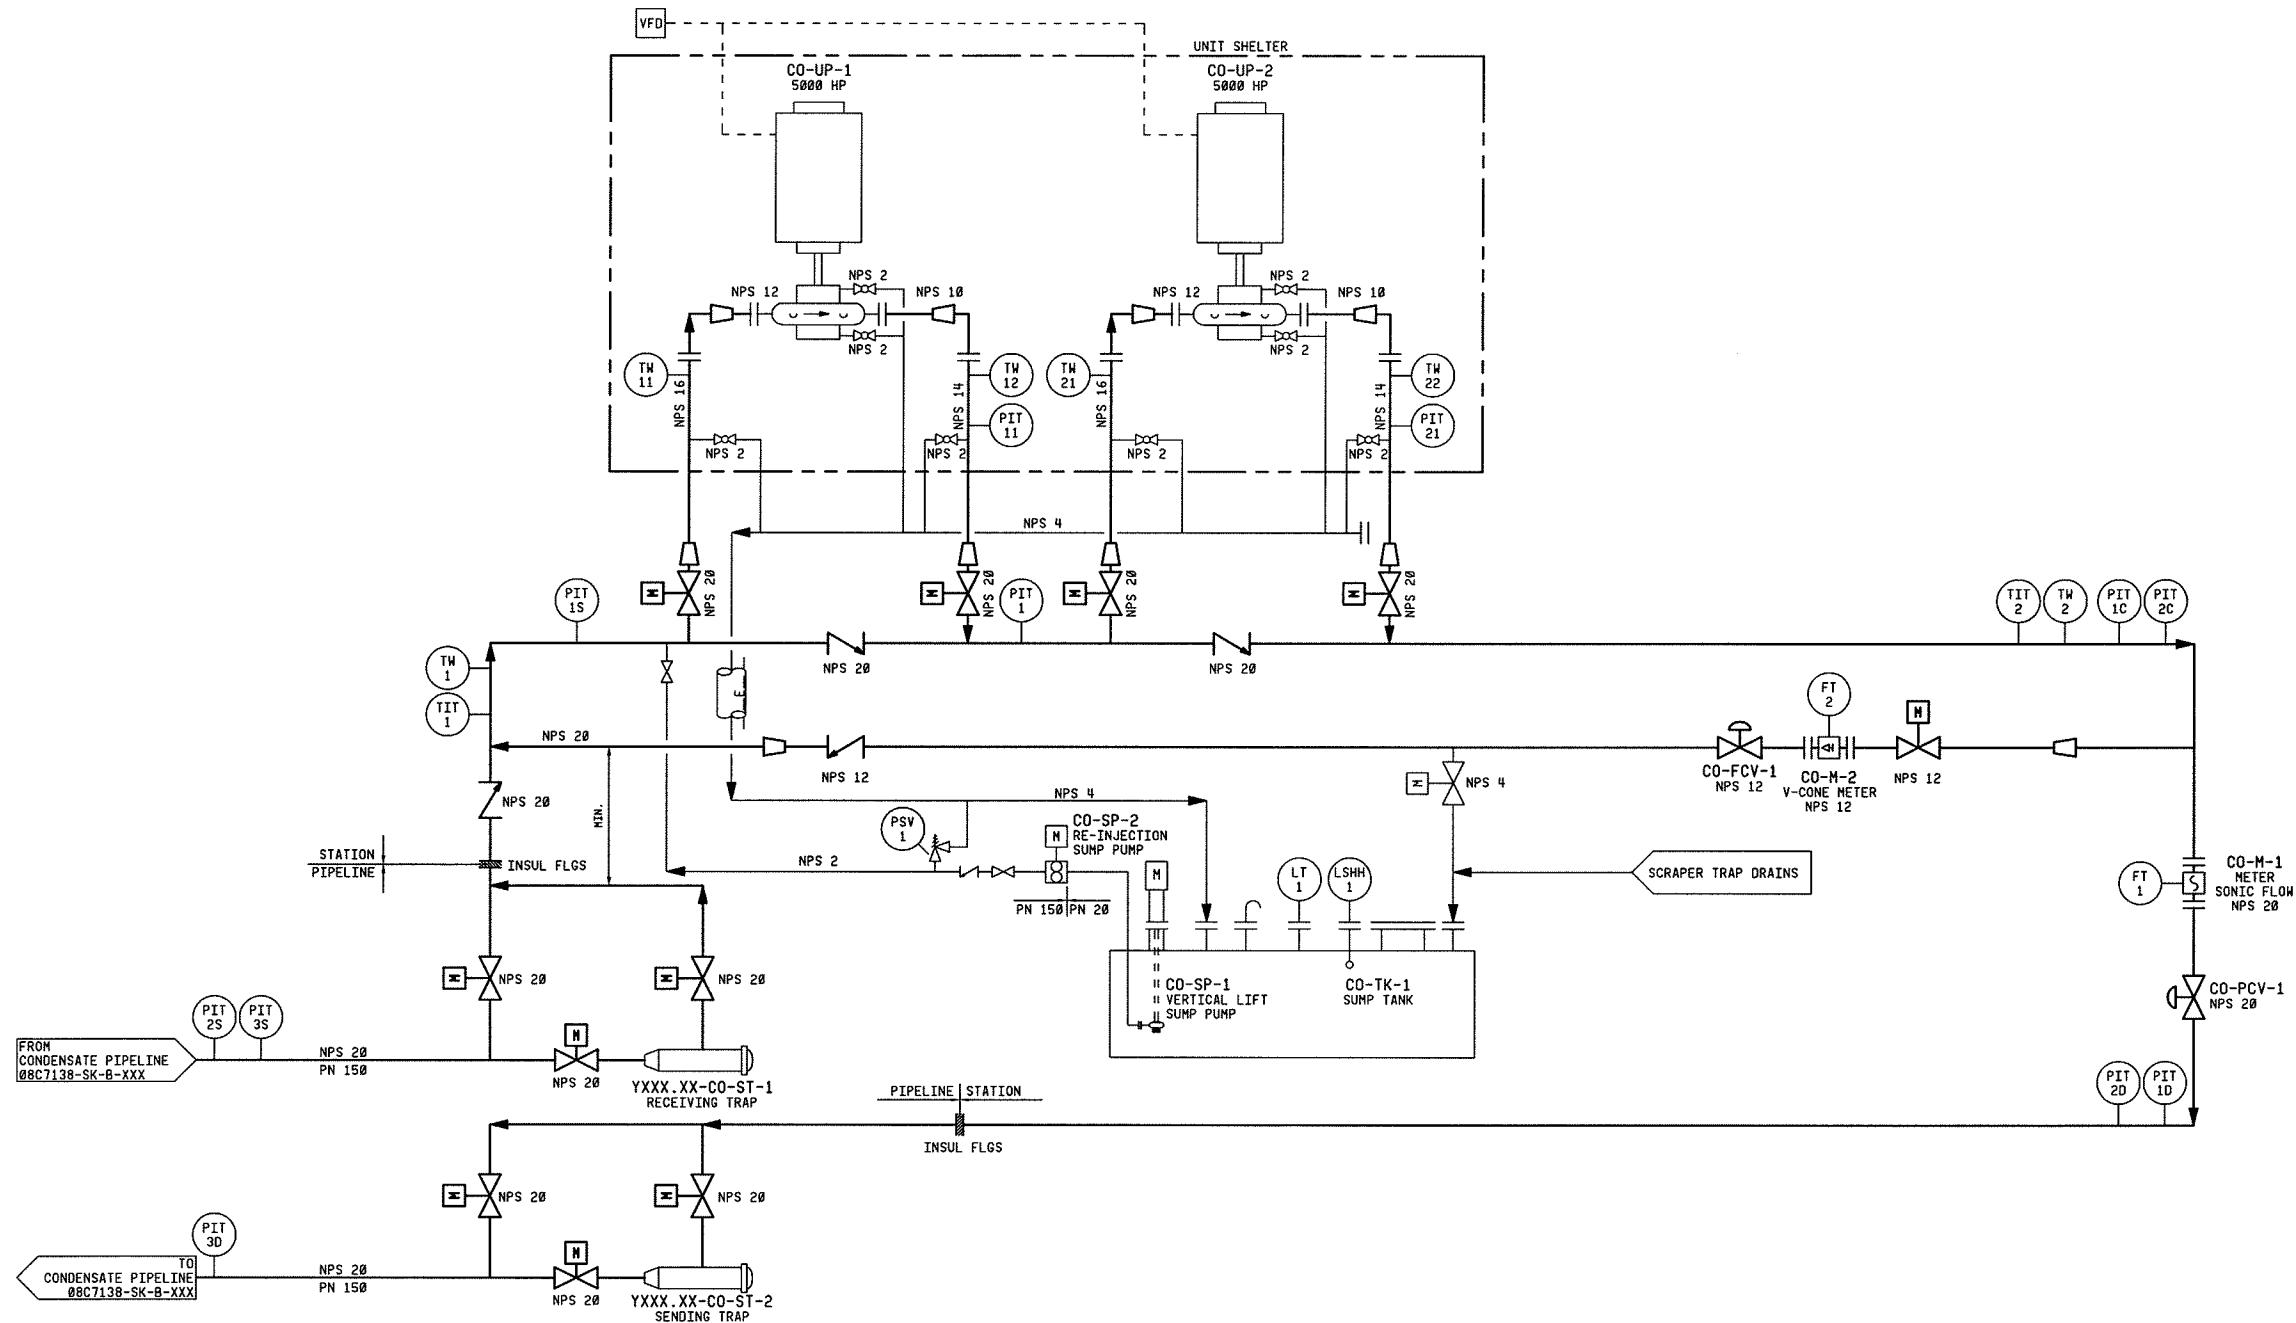 VFD
UNIT SHELTER
CO-UP-1
5000 HP
CO-UP-2
5000 HP
NPS 2
NPS 2
NPS 12
NPS 10
NPS 12
NPS 10
NPS 2
NPS 2
TW
11
NPS 16
NPS 14
TW
12
TW
21
NPS 16
NPS 14
TW
22
PIT
11
PIT
21
NPS 2
NPS 2
NPS 2
NPS 2
NPS 4
PIT
1S
M
NPS 20
M
NPS 20
PIT
1
M
NPS 20
M
TIT
2
TW
2
PIT
1C
PIT
2C
NPS 20
NPS 20
TW
1
TIT
1
E
FT
2
M
NPS 20
NPS 12
CO-FCV-1
NPS 12
CO-M-2
V-CONE METER
NPS 12
NPS 12
NPS 20
MIN.
NPS 4
M
NPS 4
PSV
1
CO-SP-2
RE-INJECTION
SUMP PUMP
M
STATION
PIPELINE
INSUL FLGS
NPS 2
M
LT
1
LSHH
1
SCRAPER TRAP DRAINS
FT
1
CO-M-1
METER
SONIC FLOW
NPS 20
PN 150
PN 20
M
NPS 20
M
NPS 20
CO-SP-1
VERTICAL LIFT
SUMP PUMP
CO-TK-1
SUMP TANK
CO-PCV-1
NPS 20
PIT
2S
PIT
3S
M
FROM
CONDENSATE PIPELINE
08C7138-SK-B-XXX
NPS 20
PN 150
NPS 20
YXXX.XX-CO-ST-1
RECEIVING TRAP
PIPELINE
STATION
INSUL FLGS
PIT
2D
PIT
1D
M
NPS 20
M
NPS 20
PIT
3D
M
TO
CONDENSATE PIPELINE
08C7138-SK-B-XXX
NPS 20
PN 150
NPS 20
YXXX.XX-CO-ST-2
SENDING TRAP